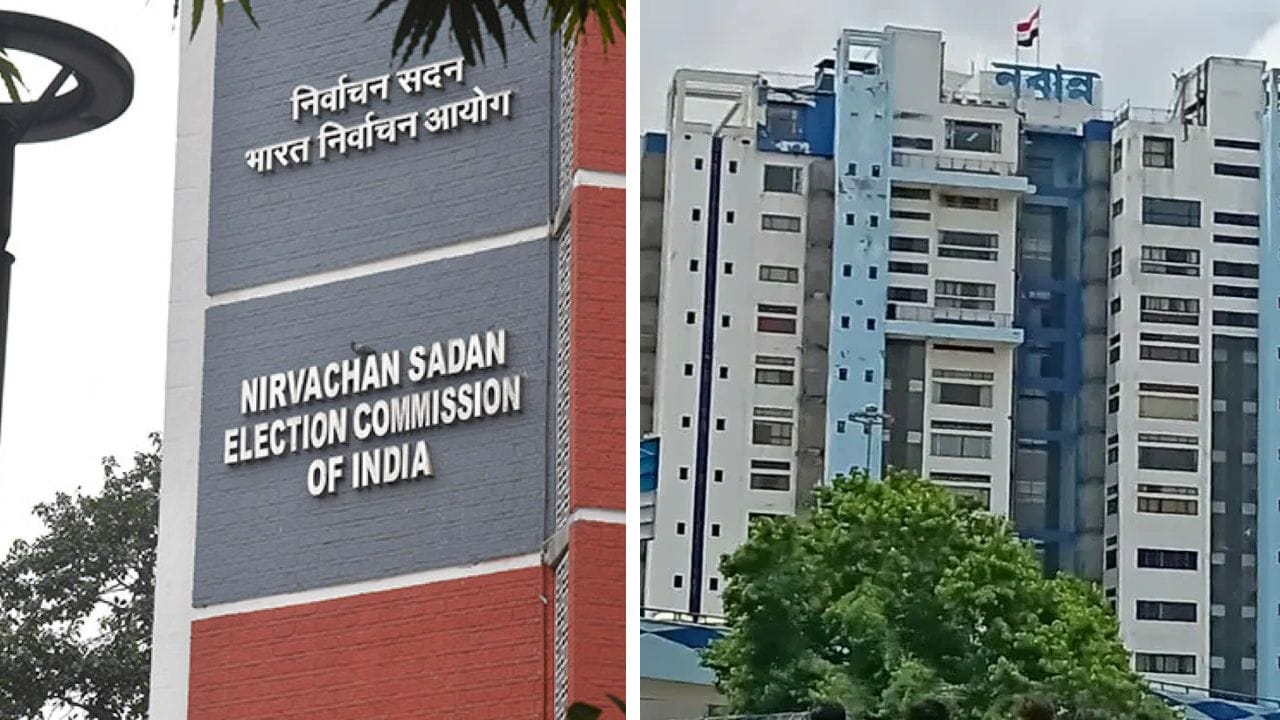 निर्वाचन सदन
भारत निर्वाचन आयोग
NIRVACHAN SADAN
ELECTION COMMISSION
OF INDIA
নবান্ন